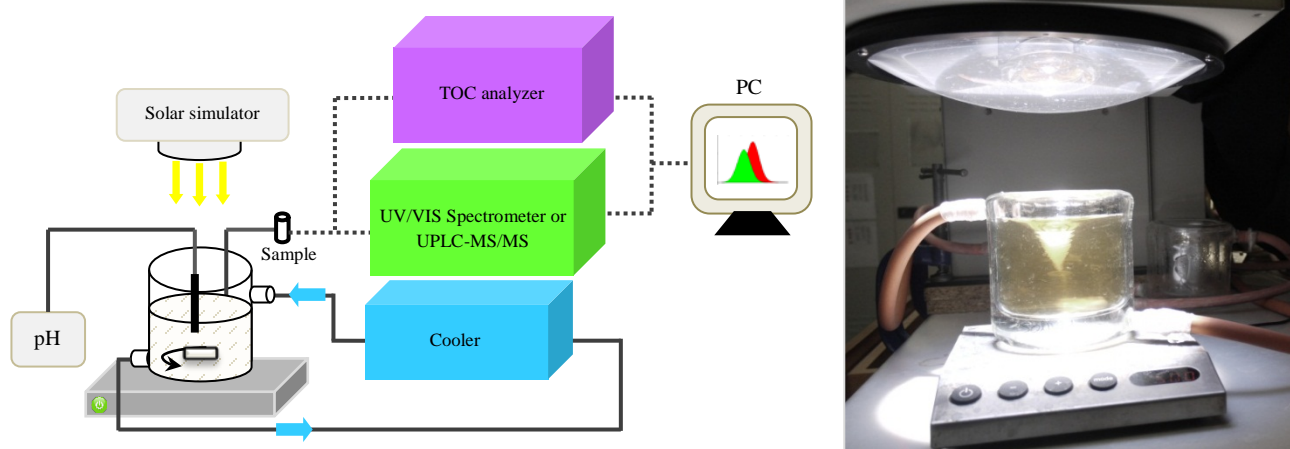 TOC analyzer
PC
Solar simulator
UV/VIS Spectrometer or
UPLC-MS/MS
Sample
pH
Cooler